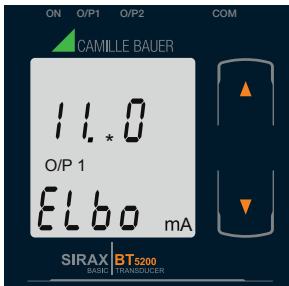 ON O/P1 O/P2 COM
CAMILLE BAUER
11.*0
O/P 1
ELbo mA
SIRAX BT5200
BASIC TRANSDUCER